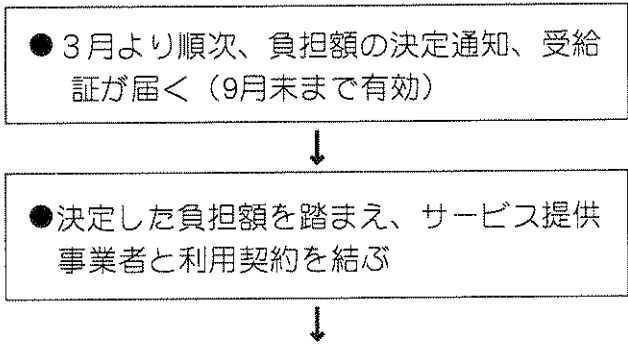 ●３月より順次、負担額の決定通知、受給
証が届く（9月末まで有効）
↓
●決定した負担額を踏まえ、サービス提供
事業者と利用契約を結ぶ
↓